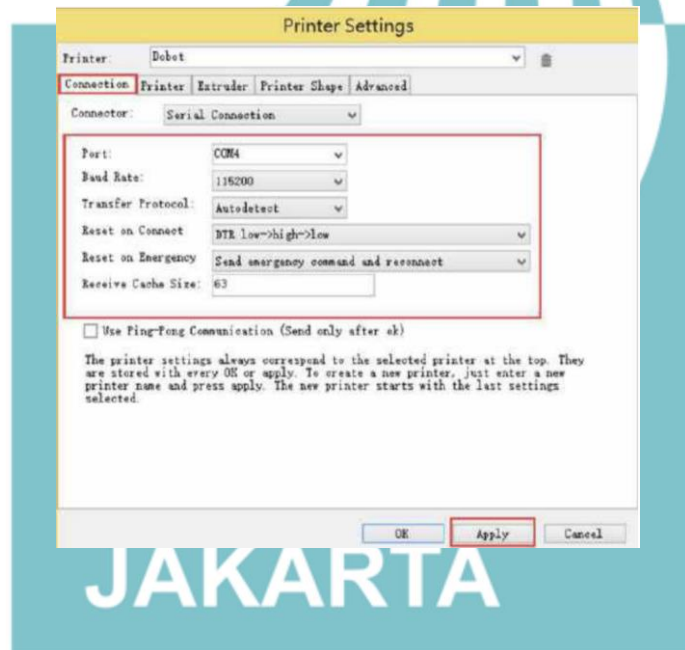 Printer Settings
Printer: Dobot
Connection Printer Extruder Printer Shape Advanced
Connector: Serial Connection
Port: COM4
Baud Rate: 115200
Transfer Protocol: Autodetect
Reset on Connect DTR low->high->low
Reset on Emergency Send emergency command and reconnect
Receive Cache Size: 63
Use Ping-Pong Communication (Send only after ok)
The printer settings always correspond to the selected printer at the top. They
are stored with every OK or apply. To create a new printer, just enter a new
printer name and press apply. The new printer starts with the last settings
selected.
OK Apply Cancel
JAKARTA